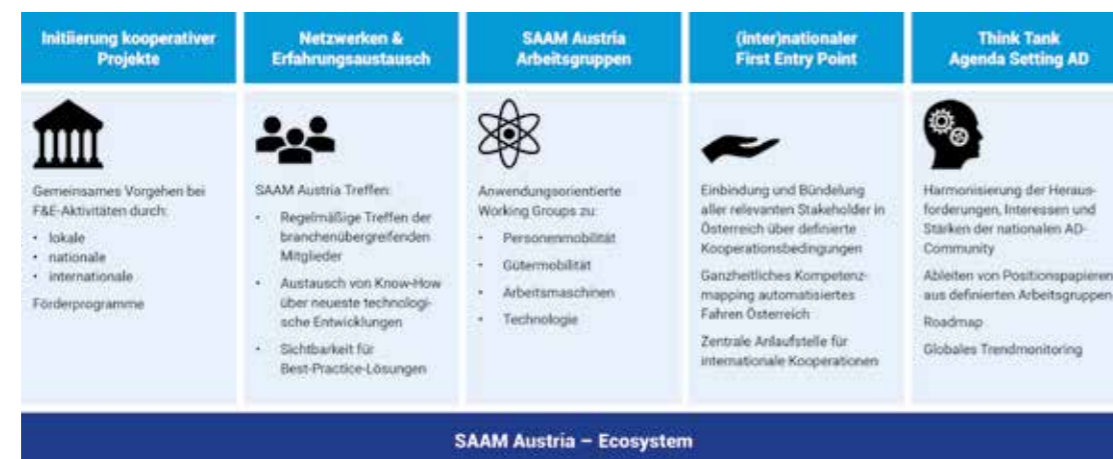 Initiierung kooperativer
Projekte
Gemeinsames Vorgehen bei
F&E-Aktivitäten durch:
• lokale
• nationale
• internationale
Förderprogramme
Netzwerken &
Erfahrungsaustausch
SAAM Austria Treffen:
• Regelmäßige Treffen der
branchenübergreifenden
Mitglieder
• Austausch von Know-How
über neueste technologi-
sche Entwicklungen
• Sichtbarkeit für
Best-Practice-Lösungen
SAAM Austria
Arbeitsgruppen
Anwendungsorientierte
Working Groups zu:
• Personenmobilität
• Gütermobilität
• Arbeitsmaschinen
• Technologie
(inter)nationaler
First Entry Point
Einbindung und Bündelung
aller relevanten Stakeholder in
Österreich über definierte
Kooperationsbedingungen
Ganzheitliches Kompetenz-
mapping automatisiertes
Fahren Österreich
Zentrale Anlaufstelle für
internationale Kooperationen
Think Tank
Agenda Setting AD
Harmonisierung der Heraus-
forderungen, Interessen und
Stärken der nationalen AD-
Community
Ableiten von Positionspapieren
aus definierten Arbeitsgruppen
Roadmap
Globales Trendmonitoring
SAAM Austria – Ecosystem